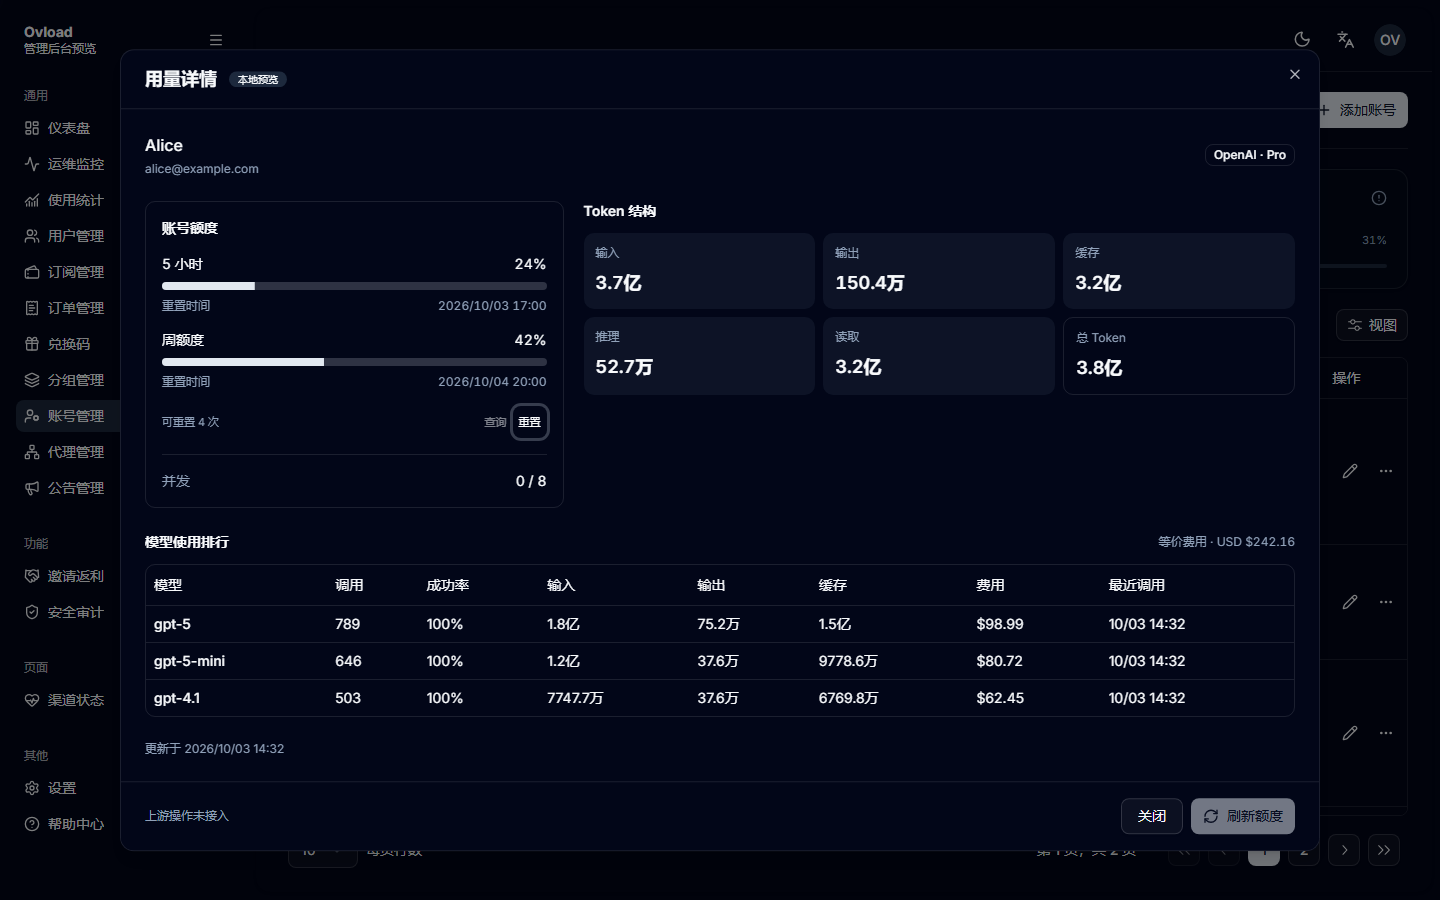 Ovload
管理后台预览
OV
通用
仪表盘
运维监控
使用统计
用户管理
订阅管理
订单管理
兑换码
分组管理
账号管理
代理管理
公告管理
功能
邀请返利
安全审计
页面
渠道状态
其他
设置
帮助中心
添加账号
31%
视图
操作
用量详情 本地预览
Alice
alice@example.com
OpenAI · Pro
账号额度
5 小时 24%
重置时间 2026/10/03 17:00
周额度 42%
重置时间 2026/10/04 20:00
可重置 4 次 查询 重置
并发 0 / 8
Token 结构
输入 输出 缓存
3.7亿 150.4万 3.2亿
推理 读取 总 Token
52.7万 3.2亿 3.8亿
模型使用排行 等价费用 · USD $242.16
模型 调用 成功率 输入 输出 缓存 费用 最近调用
gpt-5 789 100% 1.8亿 75.2万 1.5亿 $98.99 10/03 14:32
gpt-5-mini 646 100% 1.2亿 37.6万 9778.6万 $80.72 10/03 14:32
gpt-4.1 503 100% 7747.7万 37.6万 6769.8万 $62.45 10/03 14:32
更新于 2026/10/03 14:32
上游操作未接入 关闭 刷新额度
10 每页行数 第 1 页，共 2 页 1 2